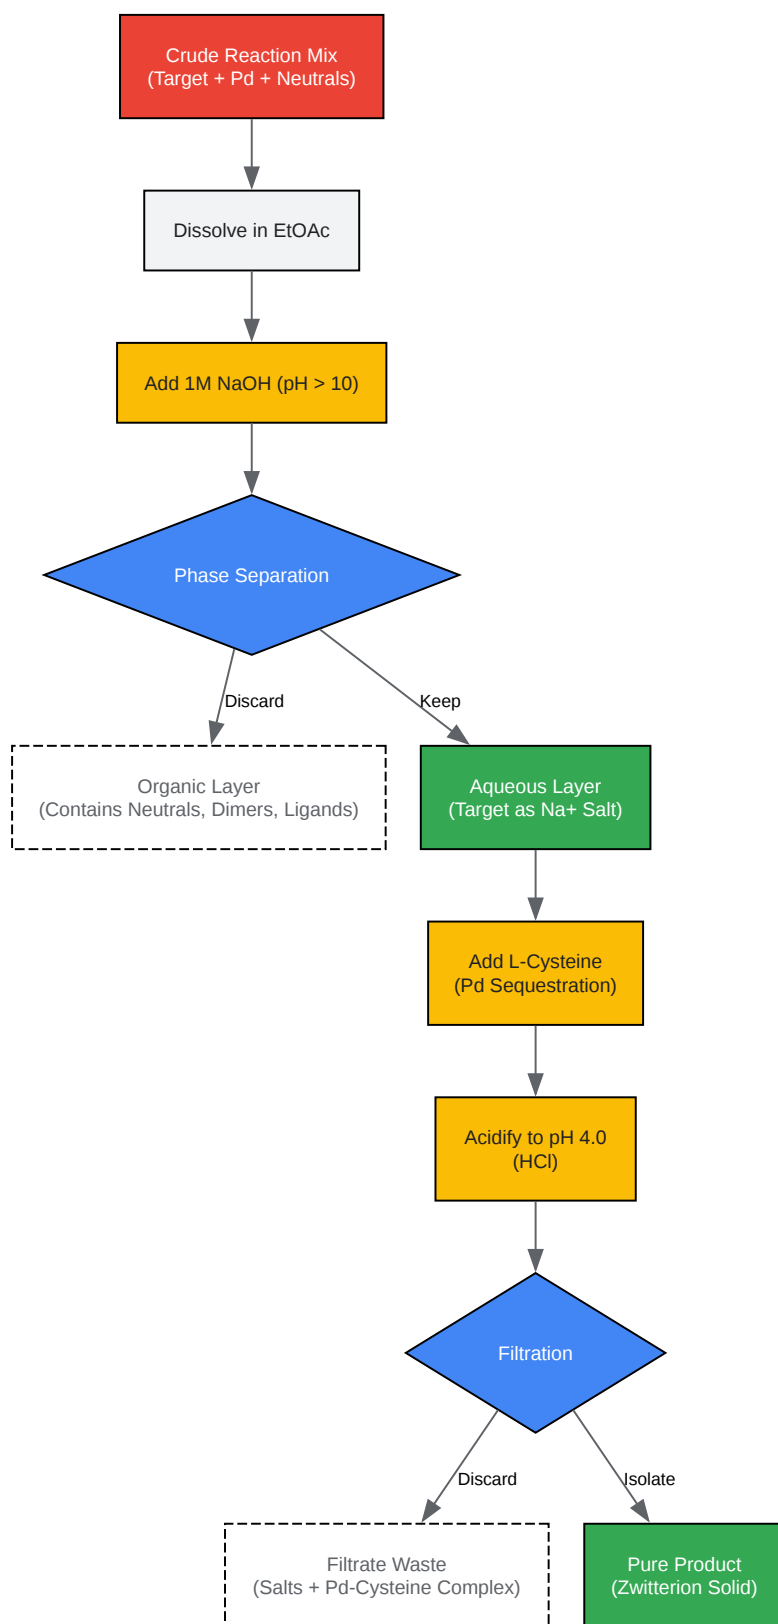 Crude Reaction Mix
(Target + Pd + Neutrals)
Dissolve in EtOAc
Add 1M NaOH (pH > 10)
Phase Separation
Discard
Keep
Organic Layer
(Contains Neutrals, Dimers, Ligands)
Aqueous Layer
(Target as Na+ Salt)
Add L-Cysteine
(Pd Sequestration)
Acidify to pH 4.0
(HCl)
Filtration
Discard
Isolate
Filtrate Waste
(Salts + Pd-Cysteine Complex)
Pure Product
(Zwitterion Solid)